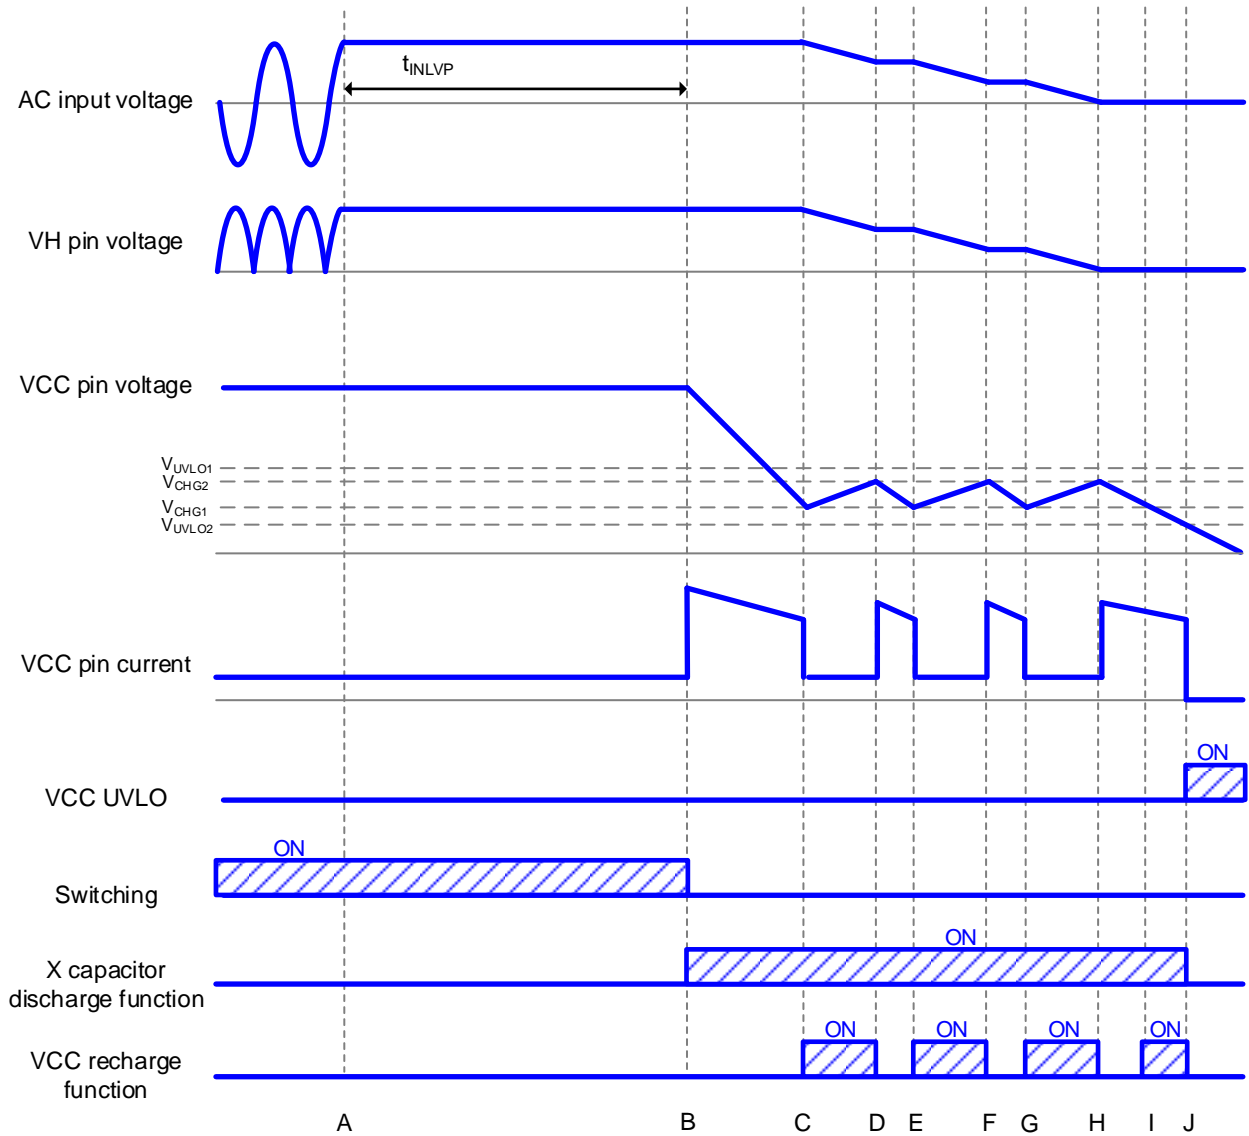 AC input voltage
tINLVP
VH pin voltage
VCC pin voltage
VUVLO1
VCHG2
VCHG1
VUVLO2
VCC pin current
VCC UVLO
ON
Switching
ON
X capacitor
discharge function
ON
VCC recharge
function
ON ON ON ON
A B C D E F G H I J